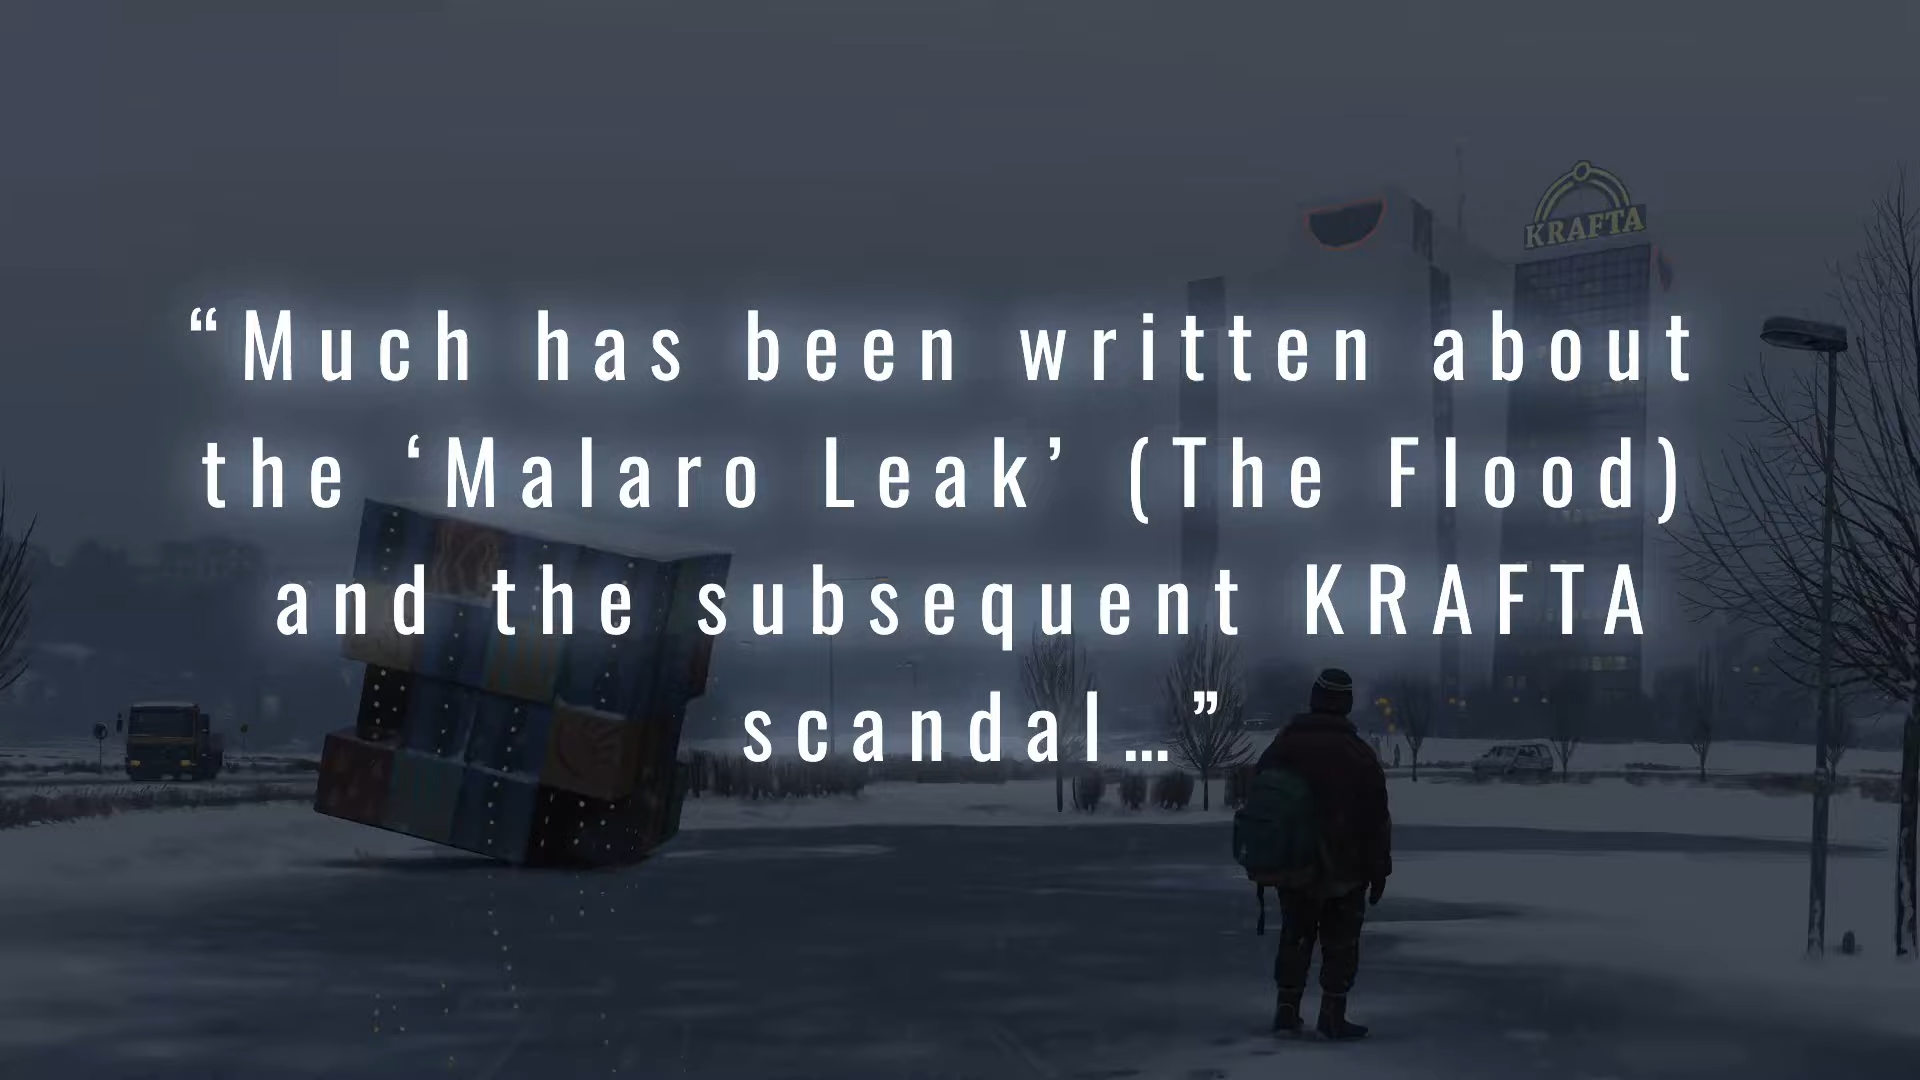 KRAFTA
“Much has been written about
the ‘Malaro Leak’ (The Flood)
and the subsequent KRAFTA
scandal…”